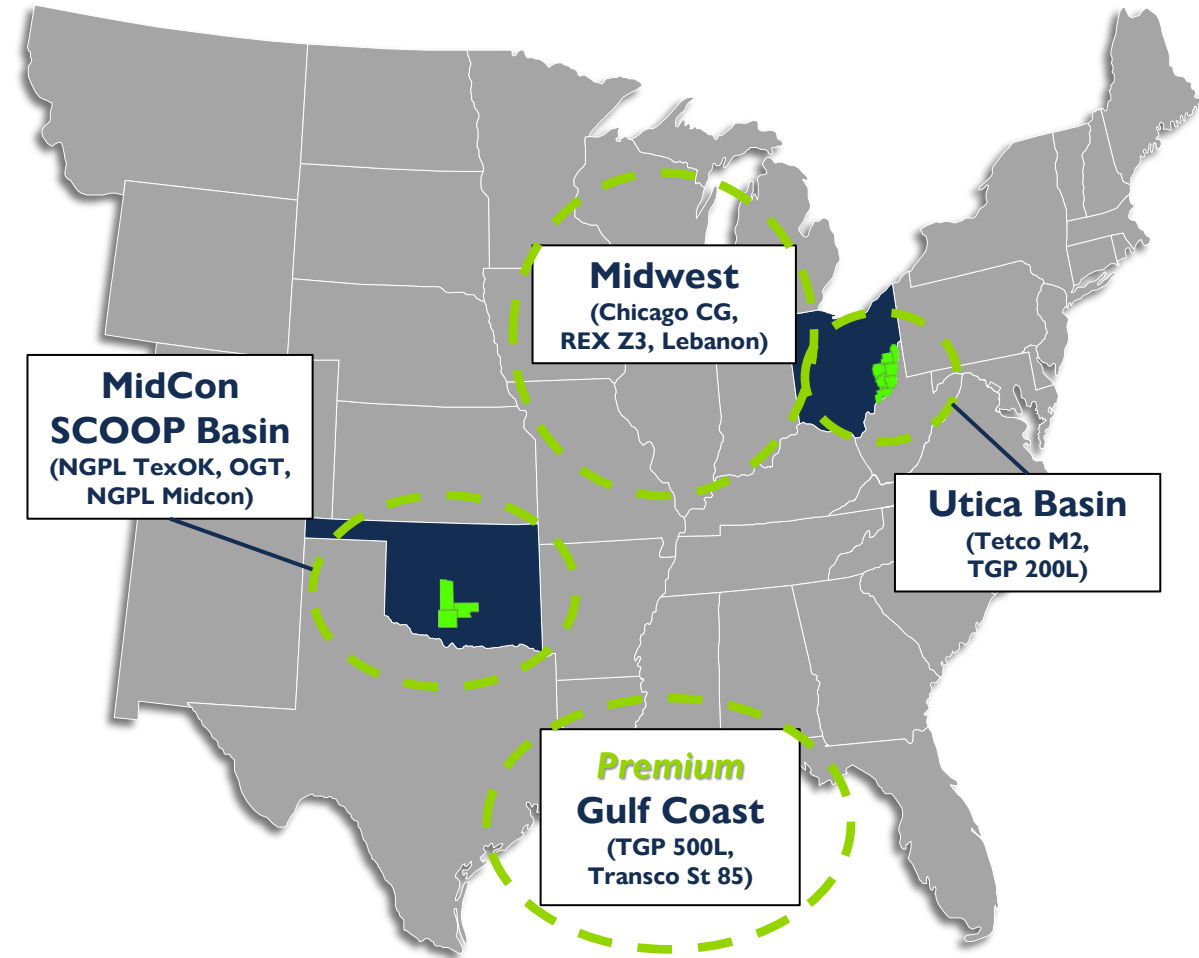 Midwest
(Chicago CG,
REX Z3, Lebanon)
MidCon
SCOOP Basin
(NGPL TexOK, OGT,
NGPL Midcon)
Utica Basin
(Tetco M2,
TGP 200L)
Premium
Gulf Coast
(TGP 500L,
Transco St 85)